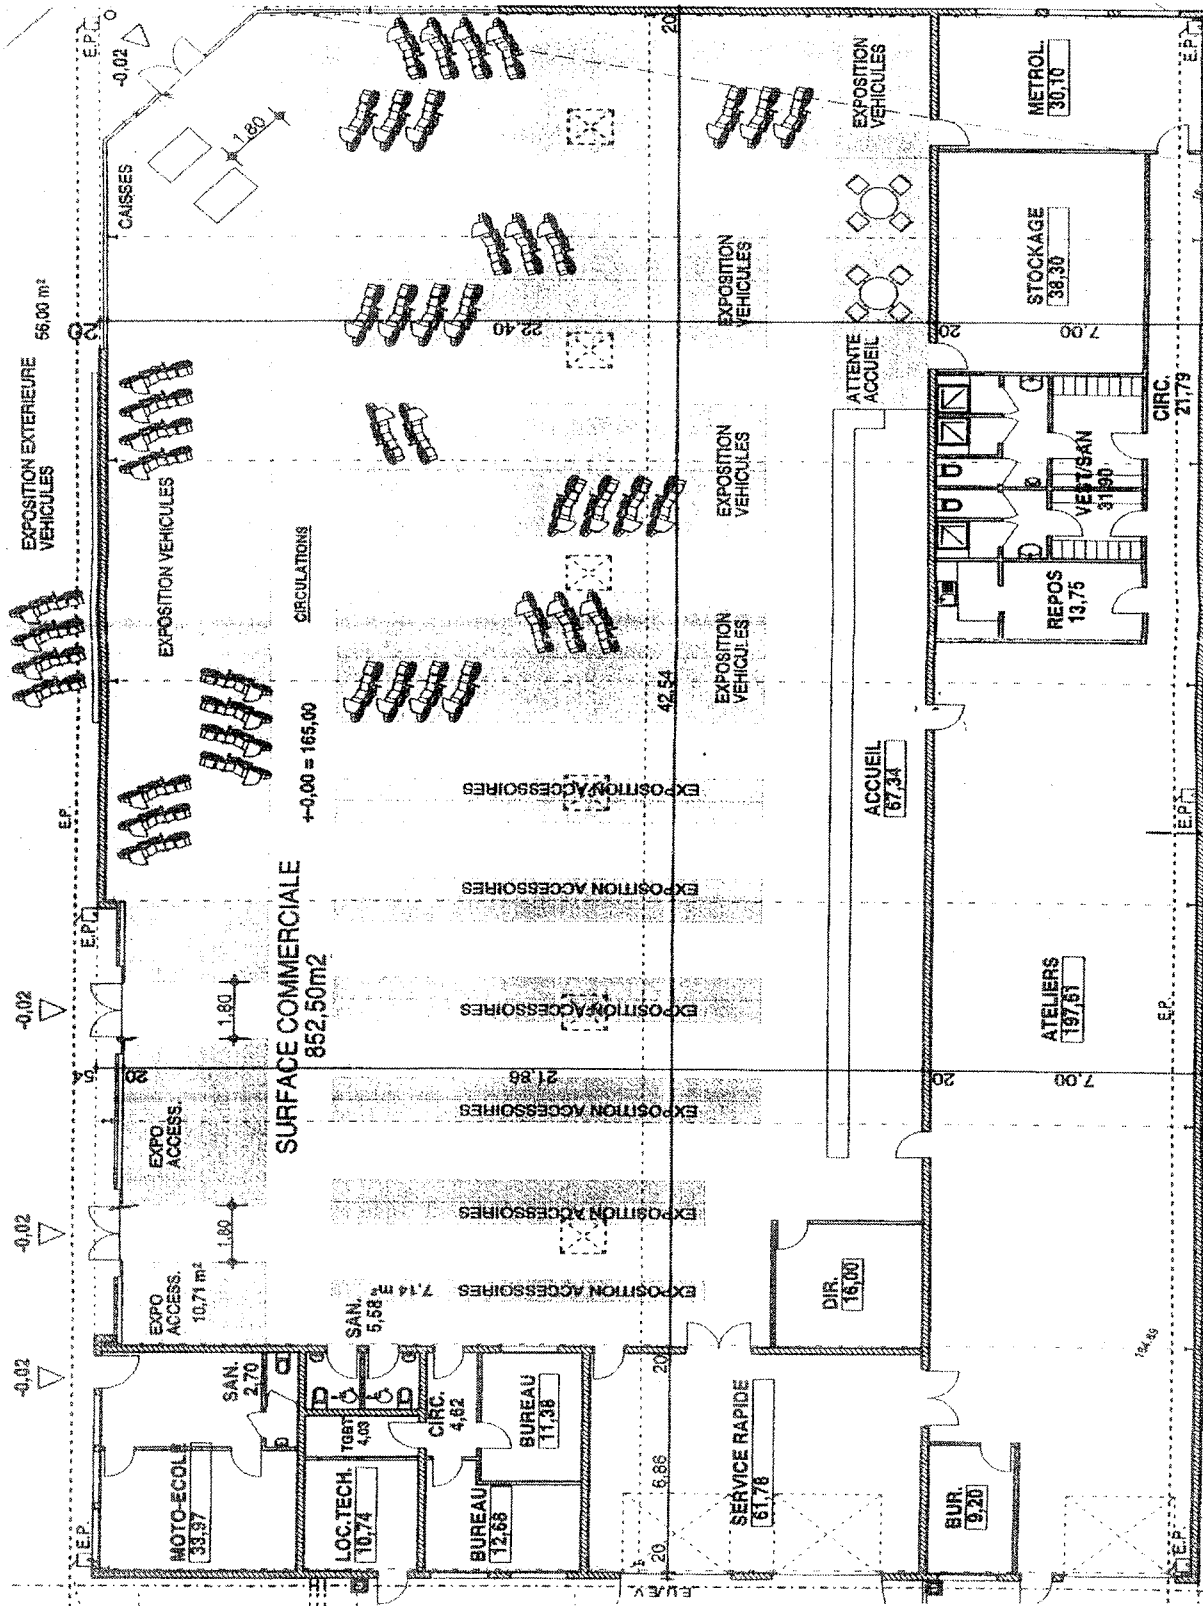 EXPOSITION EXTERIEURE
VEHICULES
56,00 m²
-0,02
-0,02
-0,02
-0,02
E.P.
E.P.
E.P.
E.P.
CAISSES
1,80
EXPOSITION VEHICULES
CIRCULATIONS
+-0,00 = 165,00
SURFACE COMMERCIALE
852,50m2
EXPO
ACCESS.
EXPO
ACCESS.
10,71 m²
1,80
1,80
54
20
20
20
22,40
21,86
42,54
20
20
6,86
20
EXPOSITION ACCESSOIRES
EXPOSITION ACCESSOIRES
EXPOSITION ACCESSOIRES
EXPOSITION ACCESSOIRES
EXPOSITION ACCESSOIRES
EXPOSITION ACCESSOIRES
7,14 m²
EXPOSITION
VEHICULES
EXPOSITION
VEHICULES
EXPOSITION
VEHICULES
EXPOSITION
VEHICULES
ATTENTE
ACCUEIL
ACCUEIL
67,34
MOTO-ECOLE
33,97
SAN.
2,70
SAN.
5,58
TGBT
4,03
LOC.TECH.
10,74
CIRC.
4,62
BUREAU
11,38
BUREAU
12,68
SERVICE RAPIDE
61,78
DIR.
16,00
BUR.
9,20
ATELIERS
197,61
20
7,00
20
7,00
REPOS
13,75
VEST/SAN
31,90
CIRC.
21,79
STOCKAGE
38,30
METROL.
30,10
E.P.
E.P.
E.P.
E.P.
E.U./E.V.